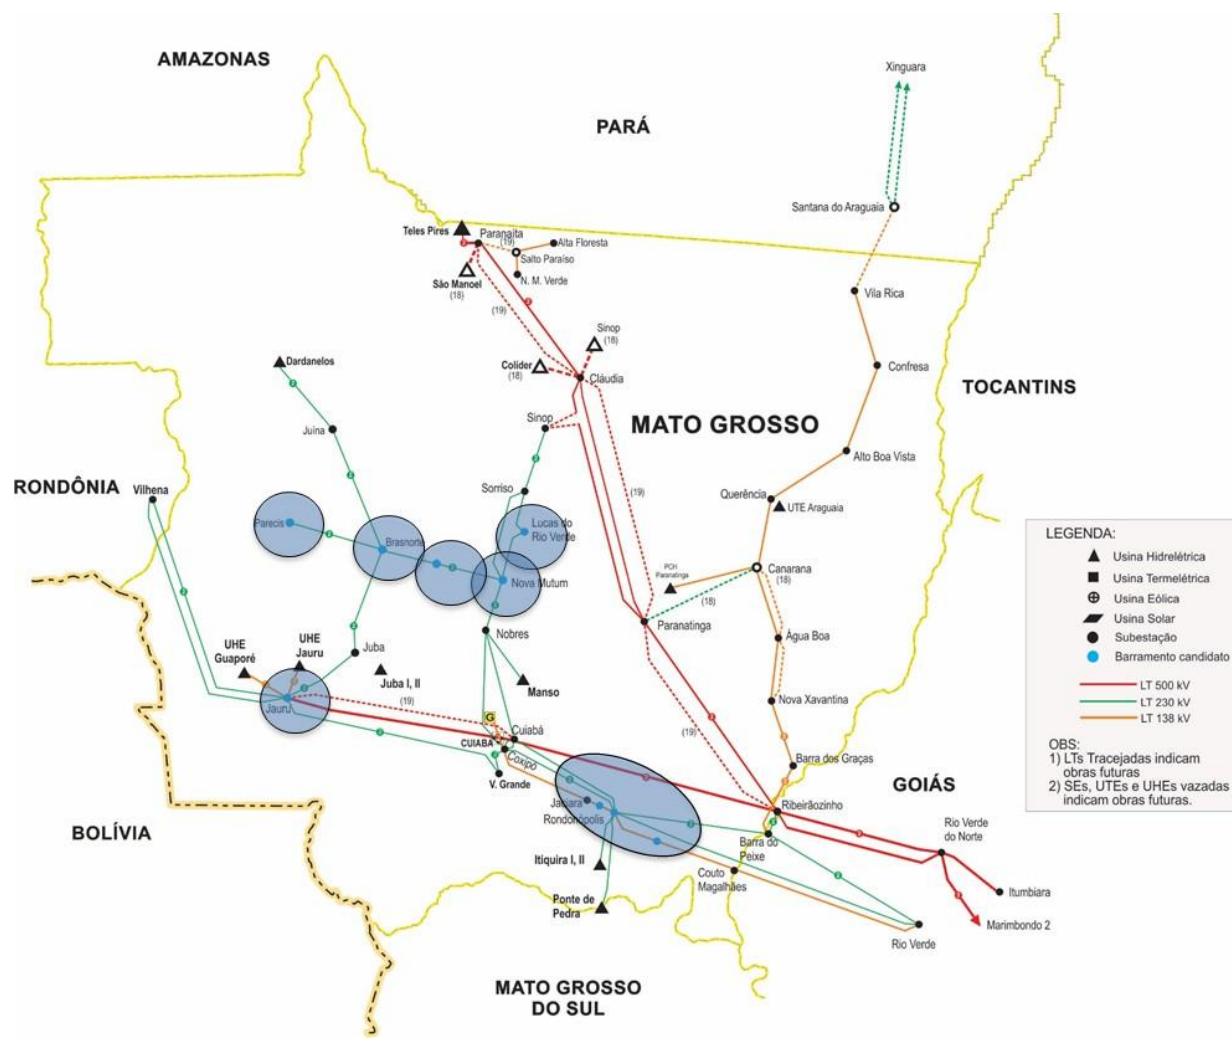 AMAZONAS
Xinguara
PARÁ
Santana do Araguaia
Teles Pires
Paranaíta
(19)
Alta Floresta
Salto Paraíso
São Manoel
(18)
N. M. Verde
Vila Rica
(19)
Sinop
(18)
Dardanelos
Colíder
(18)
Cláudia
Confresa
TOCANTINS
MATO GROSSO
Sinop
Juína
Alto Boa Vista
RONDÔNIA
Vilhena
Sorriso
(19)
Querência
UTE Araguaia
Parecis
Lucas do
Rio Verde
Brasnorte
Nova Mutum
PCH
Paranatinga
Canarana
(18)
(18)
Paranatinga
Nobres
Água Boa
UHE
Guaporé
UHE
Jauru
Juba
Juba I, II
Manso
Jauru
(19)
Nova Xavantina
G
CUIABÁ
Cuiabá
Coxipó
(19)
V. Grande
Barra dos Graças
GOIÁS
Jaciara
Rondonópolis
Ribeirãozinho
Rio Verde
do Norte
BOLÍVIA
Barra do
Peixe
Itiquira I, II
Couto
Magalhães
Itumbiara
Ponte de
Pedra
Marimbondo 2
Rio Verde
MATO GROSSO
DO SUL
LEGENDA:
Usina Hidrelétrica
Usina Termelétrica
Usina Eólica
Usina Solar
Subestação
Barramento candidato
LT 500 kV
LT 230 kV
LT 138 kV
OBS:
1) LTs Tracejadas indicam
obras futuras
2) SEs, UTEs e UHEs vazadas
indicam obras futuras.